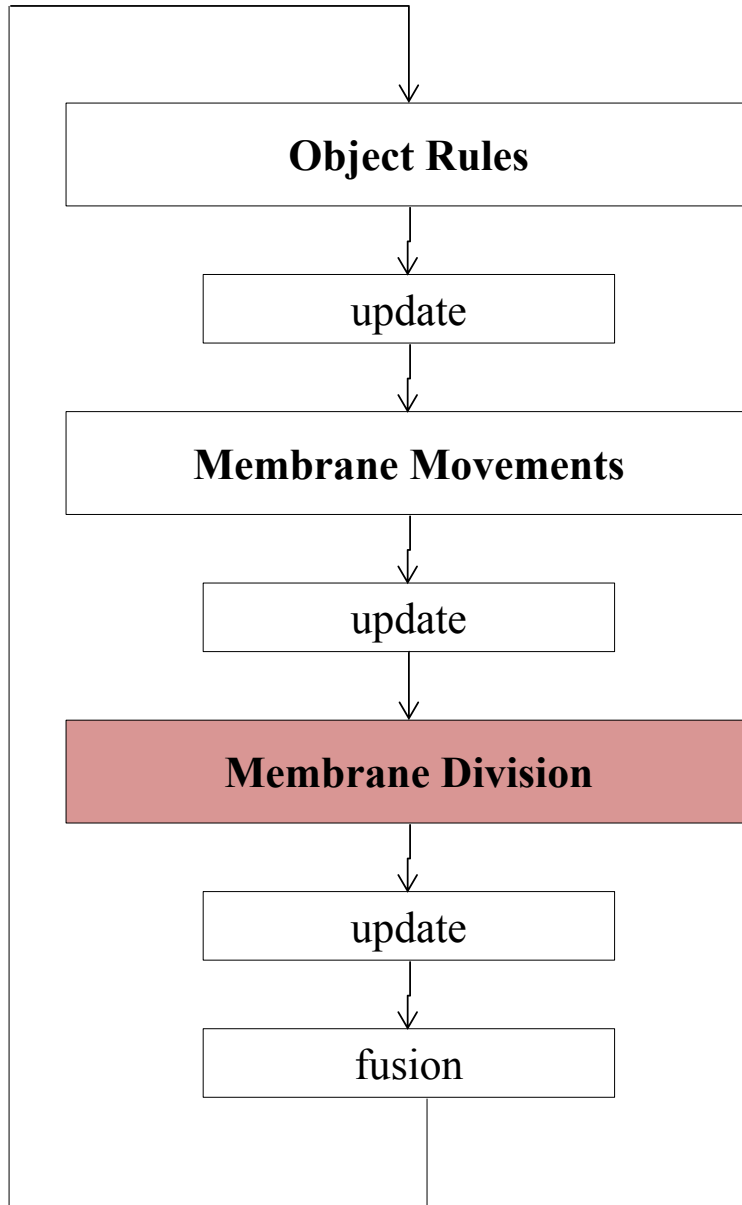 Object Rules
update
Membrane Movements
update
Membrane Division
update
fusion